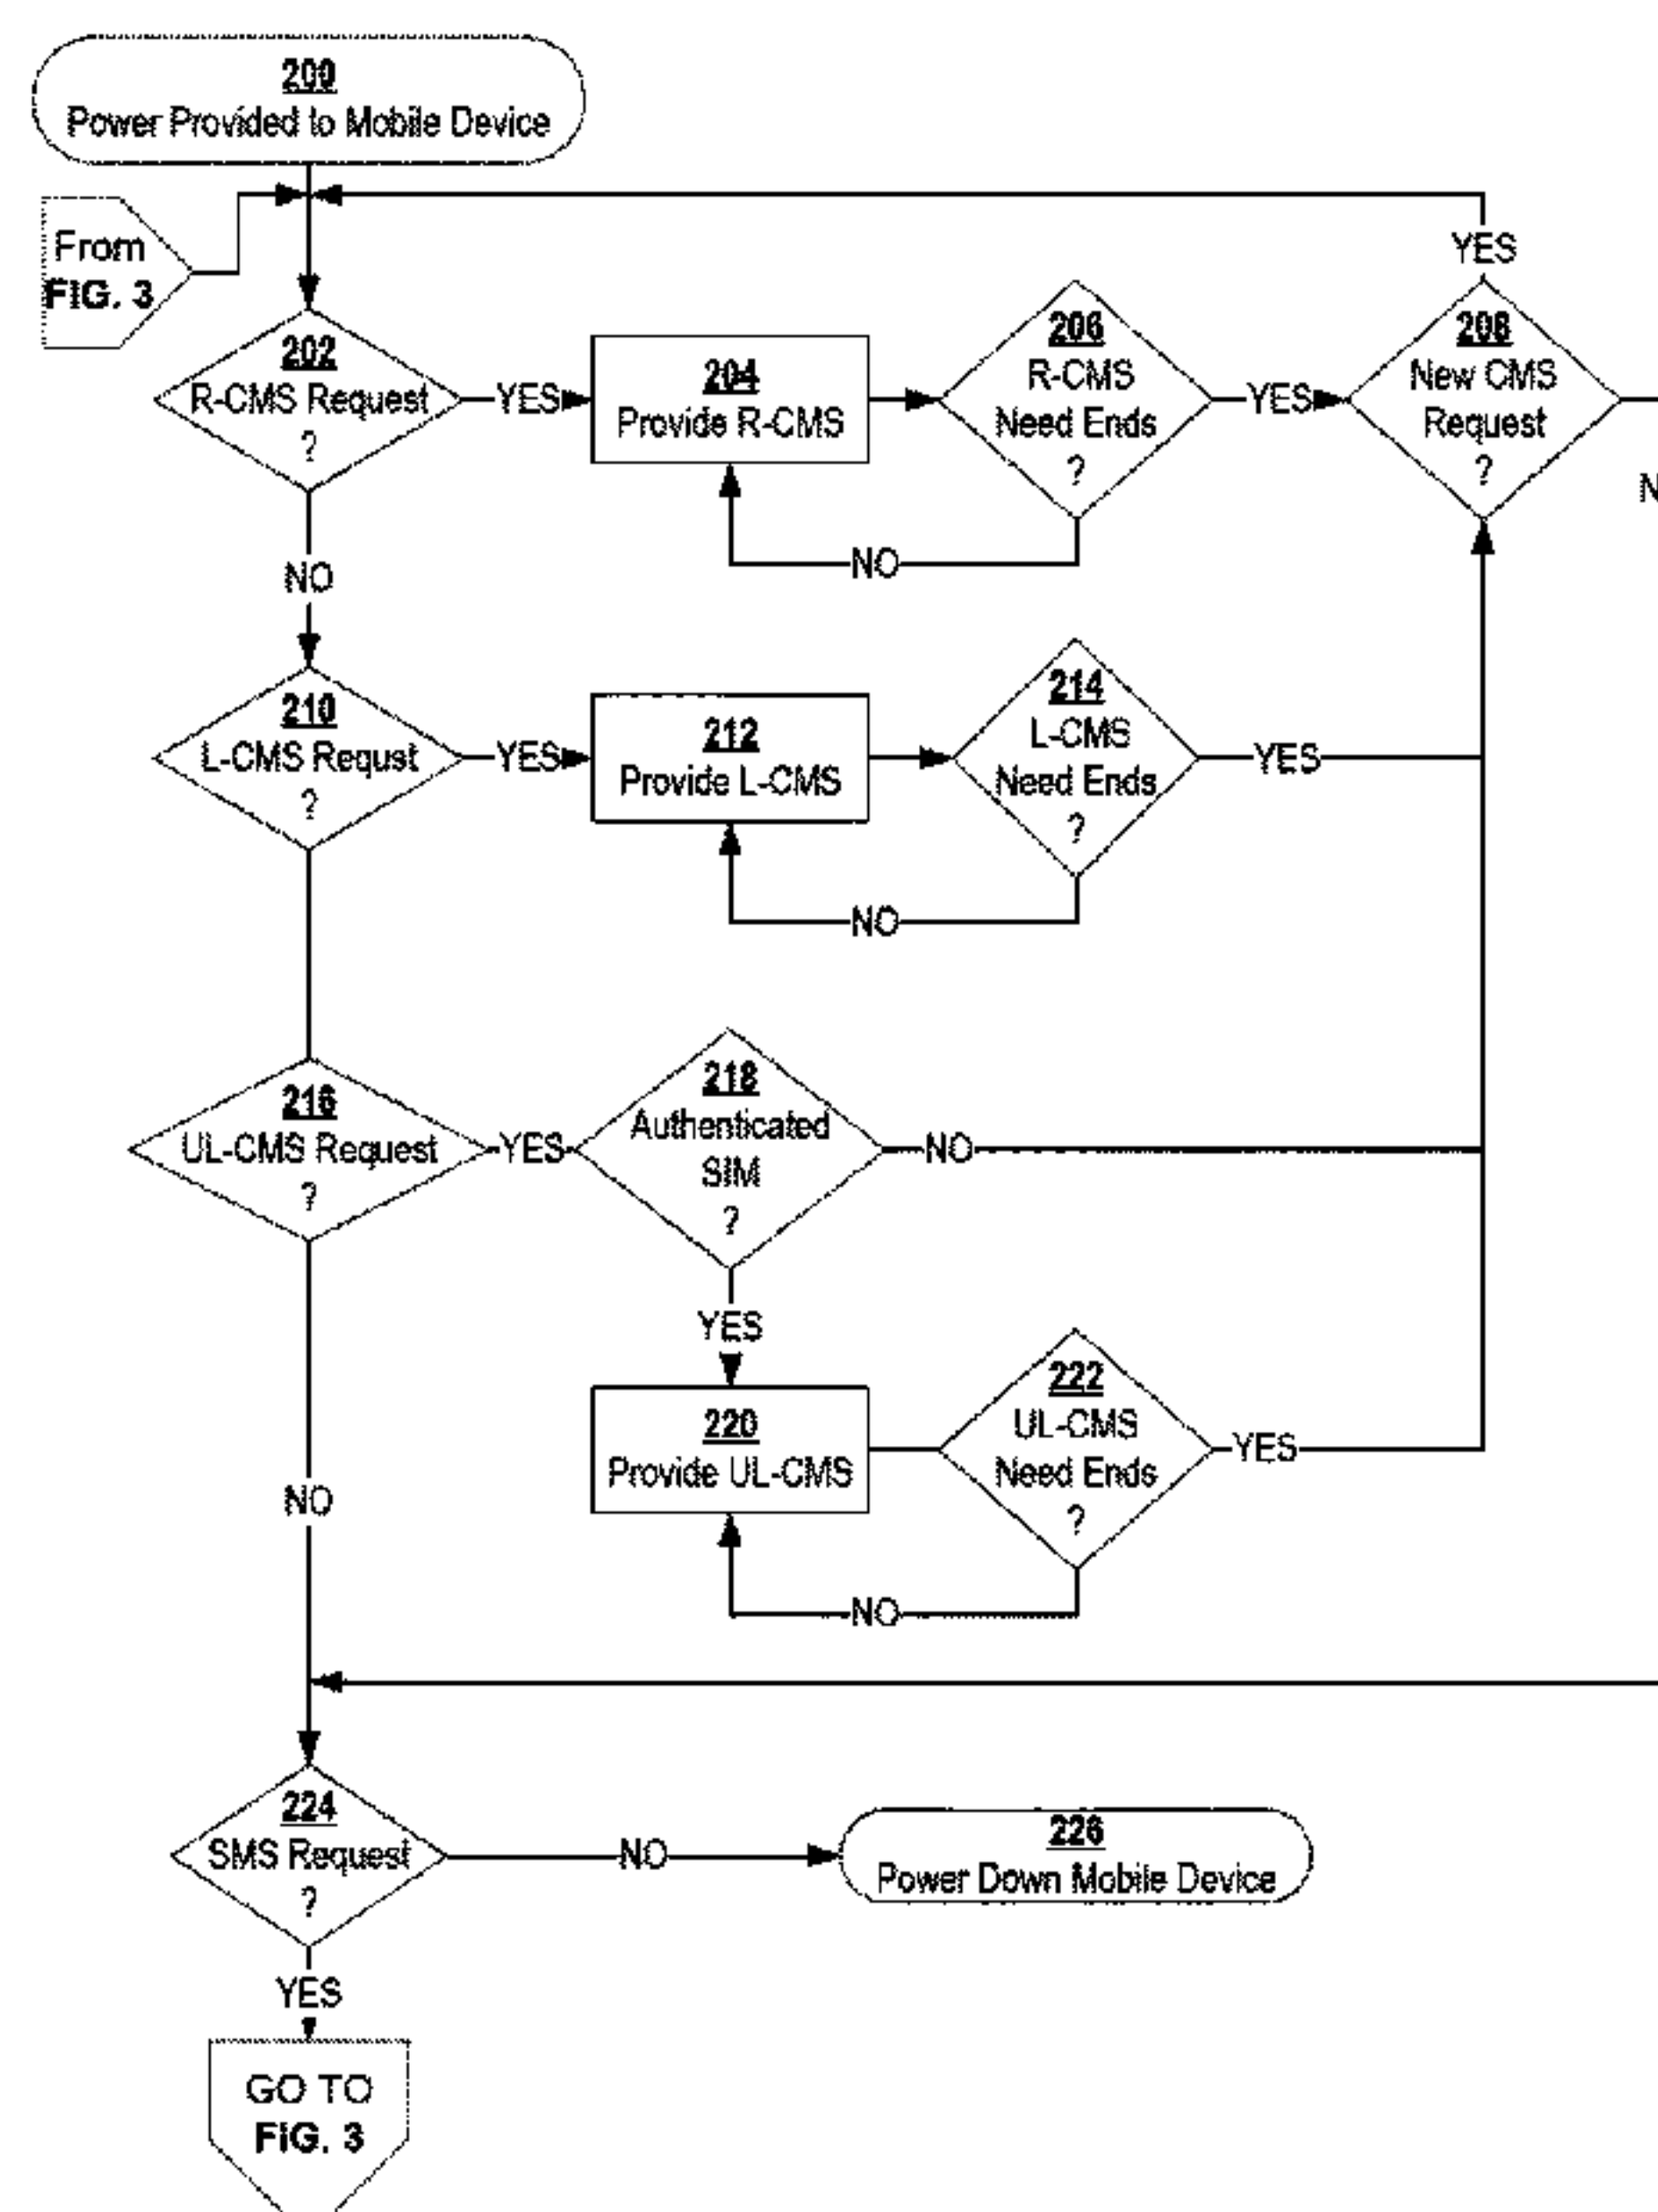 200
Power Provided to Mobile Device
From
FIG. 3
YES
202
R-CMS Request
?
YES
204
Provide R-CMS
206
R-CMS
Need Ends
?
YES
208
New CMS
Request
?
N
NO
NO
210
L-CMS Requst
?
YES
212
Provide L-CMS
214
L-CMS
Need Ends
?
YES
NO
216
UL-CMS Request
?
YES
218
Authenticated
SIM
?
NO
YES
220
Provide UL-CMS
222
UL-CMS
Need Ends
?
YES
NO
NO
224
SMS Request
?
NO
226
Power Down Mobile Device
YES
GO TO
FIG. 3